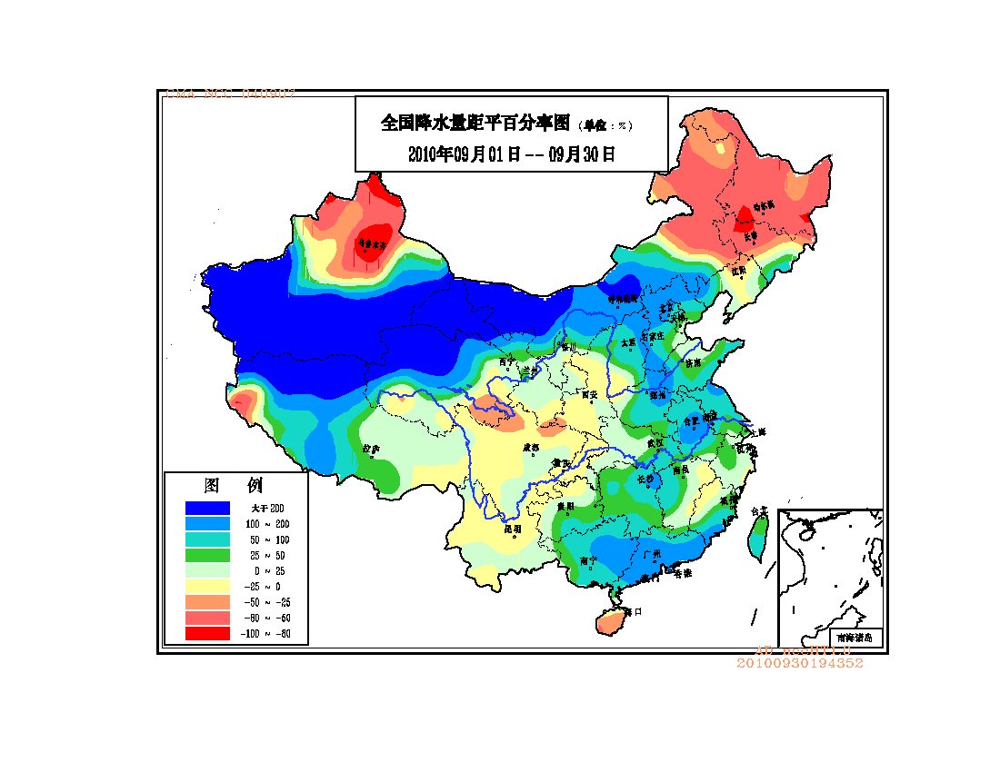 CMA NCC 040902
全国降水量距平百分率图 (单位:%)
2010年09月01日 -- 09月30日
哈尔滨
长春
乌鲁木齐
沈阳
呼和浩特
北京
天津
银川
太原
石家庄
西宁
兰州
济南
西安
郑州
合肥
南京
上海
拉萨
成都
武汉
杭州
重庆
长沙
南昌
贵阳
福州
台北
昆明
广州
南宁
澳门
香港
海口
图 例
大于200
100 ~ 200
50 ~ 100
25 ~ 50
0 ~ 25
-25 ~ 0
-50 ~ -25
-80 ~ -50
-100 ~ -80
南海诸岛
20100930194352